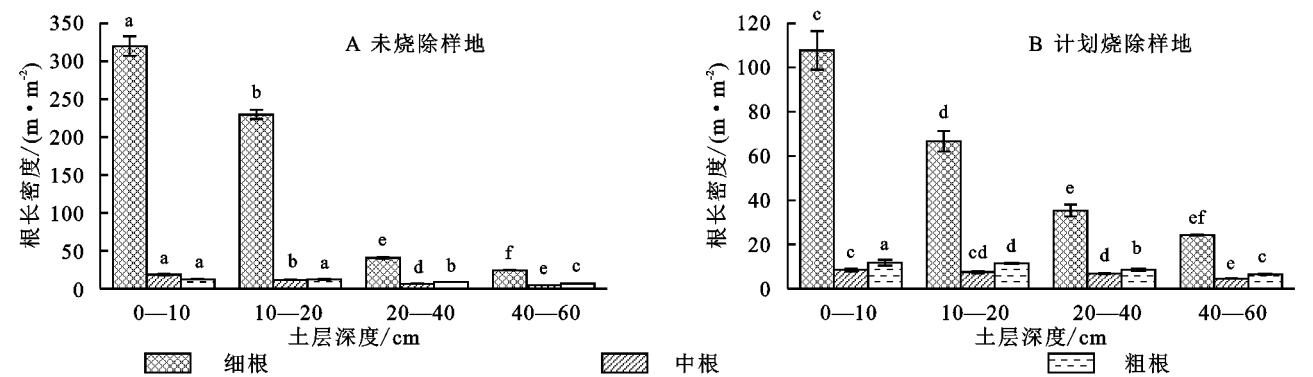 A 未烧除样地
根长密度/(m·m⁻²)
350
300
250
200
150
100
50
0
a
a
a
b
b
a
e
d
b
f
e
c
0—10
10—20
20—40
40—60
土层深度/cm
B 计划烧除样地
根长密度/(m·m⁻²)
120
100
80
60
40
20
0
c
c
a
d
cd
d
e
d
b
ef
e
c
0—10
10—20
20—40
40—60
土层深度/cm
细根
中根
粗根